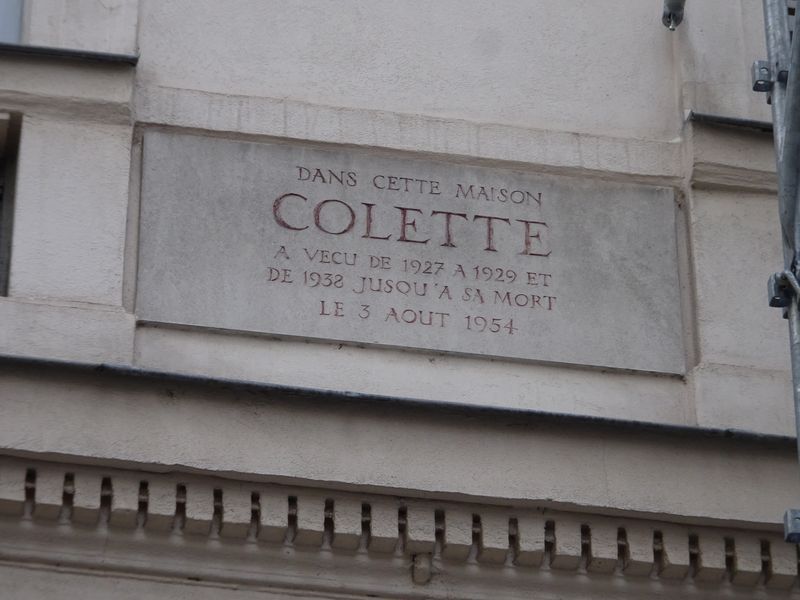 DANS CETTE MAISON
COLETTE
A VECU DE 1927 A 1929 ET
DE 1938 JUSQU'A SA MORT
LE 3 AOUT 1954